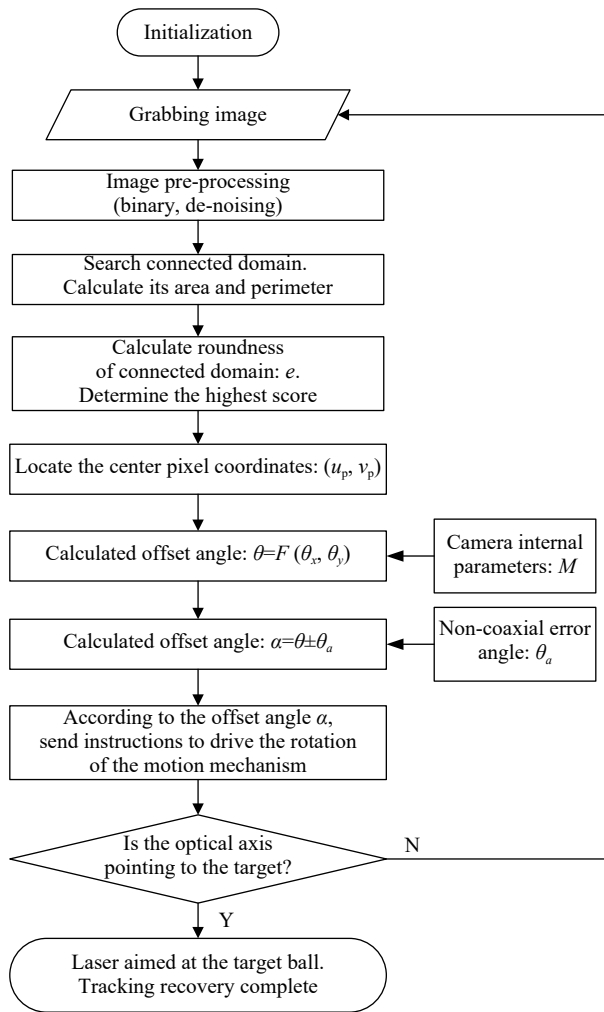 Initialization
Grabbing image
Image pre-processing
(binary, de-noising)
Search connected domain.
Calculate its area and perimeter
Calculate roundness
of connected domain: e.
Determine the highest score
Locate the center pixel coordinates: (uₚ, vₚ)
Calculated offset angle: θ=F (θₓ, θy)
Camera internal
parameters: M
Calculated offset angle: α=θ±θₐ
Non-coaxial error
angle: θₐ
According to the offset angle α,
send instructions to drive the rotation
of the motion mechanism
Is the optical axis
pointing to the target?
N
Y
Laser aimed at the target ball.
Tracking recovery complete